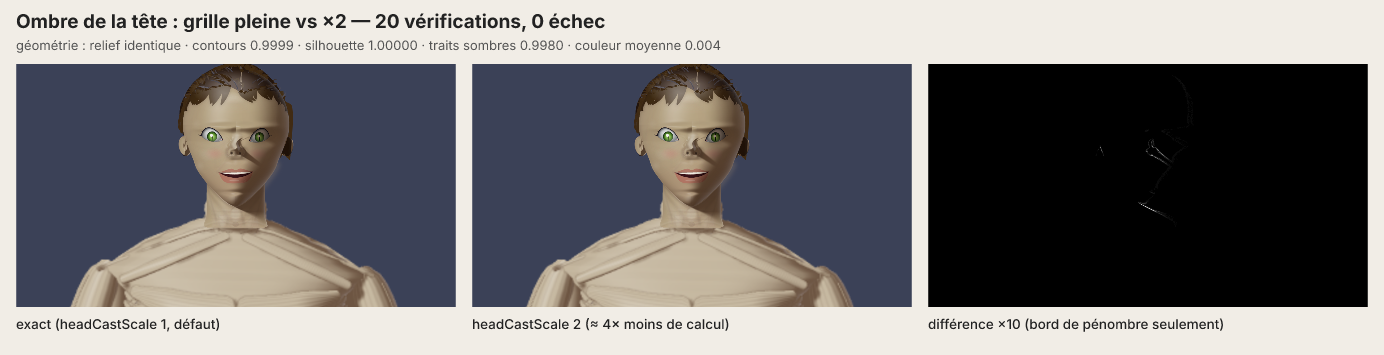 Ombre de la tête : grille pleine vs ×2 — 20 vérifications, 0 échec
géométrie : relief identique · contours 0.9999 · silhouette 1.00000 · traits sombres 0.9980 · couleur moyenne 0.004
exact (headCastScale 1, défaut)
headCastScale 2 (≈ 4× moins de calcul)
différence ×10 (bord de pénombre seulement)